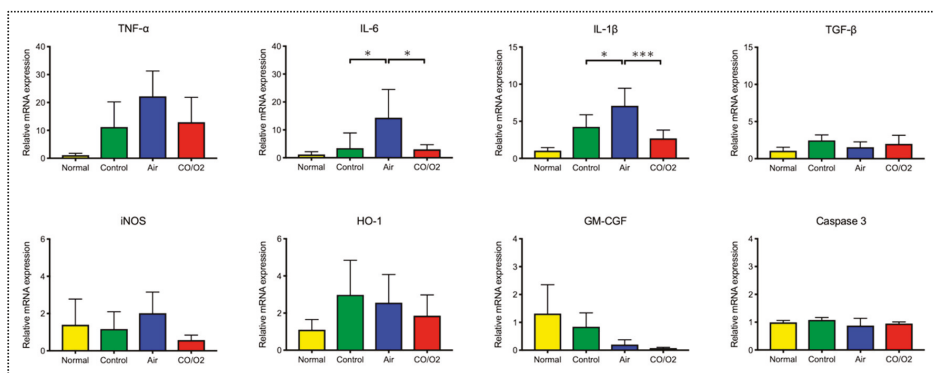 TNF-α
IL-6
IL-1β
TGF-β
Relative mRNA expression
40
30
20
10
0
Normal
Control
Air
CO/O2
Relative mRNA expression
40
30
20
10
0
*
*
Normal
Control
Air
CO/O2
Relative mRNA expression
15
10
5
0
*
***
Normal
Control
Air
CO/O2
Relative mRNA expression
15
10
5
0
Normal
Control
Air
CO/O2
iNOS
HO-1
GM-CGF
Caspase 3
Relative mRNA expression
6
4
2
0
Normal
Control
Air
CO/O2
Relative mRNA expression
6
4
2
0
Normal
Control
Air
CO/O2
Relative mRNA expression
4
3
2
1
0
Normal
Control
Air
CO/O2
Relative mRNA expression
4
3
2
1
0
Normal
Control
Air
CO/O2